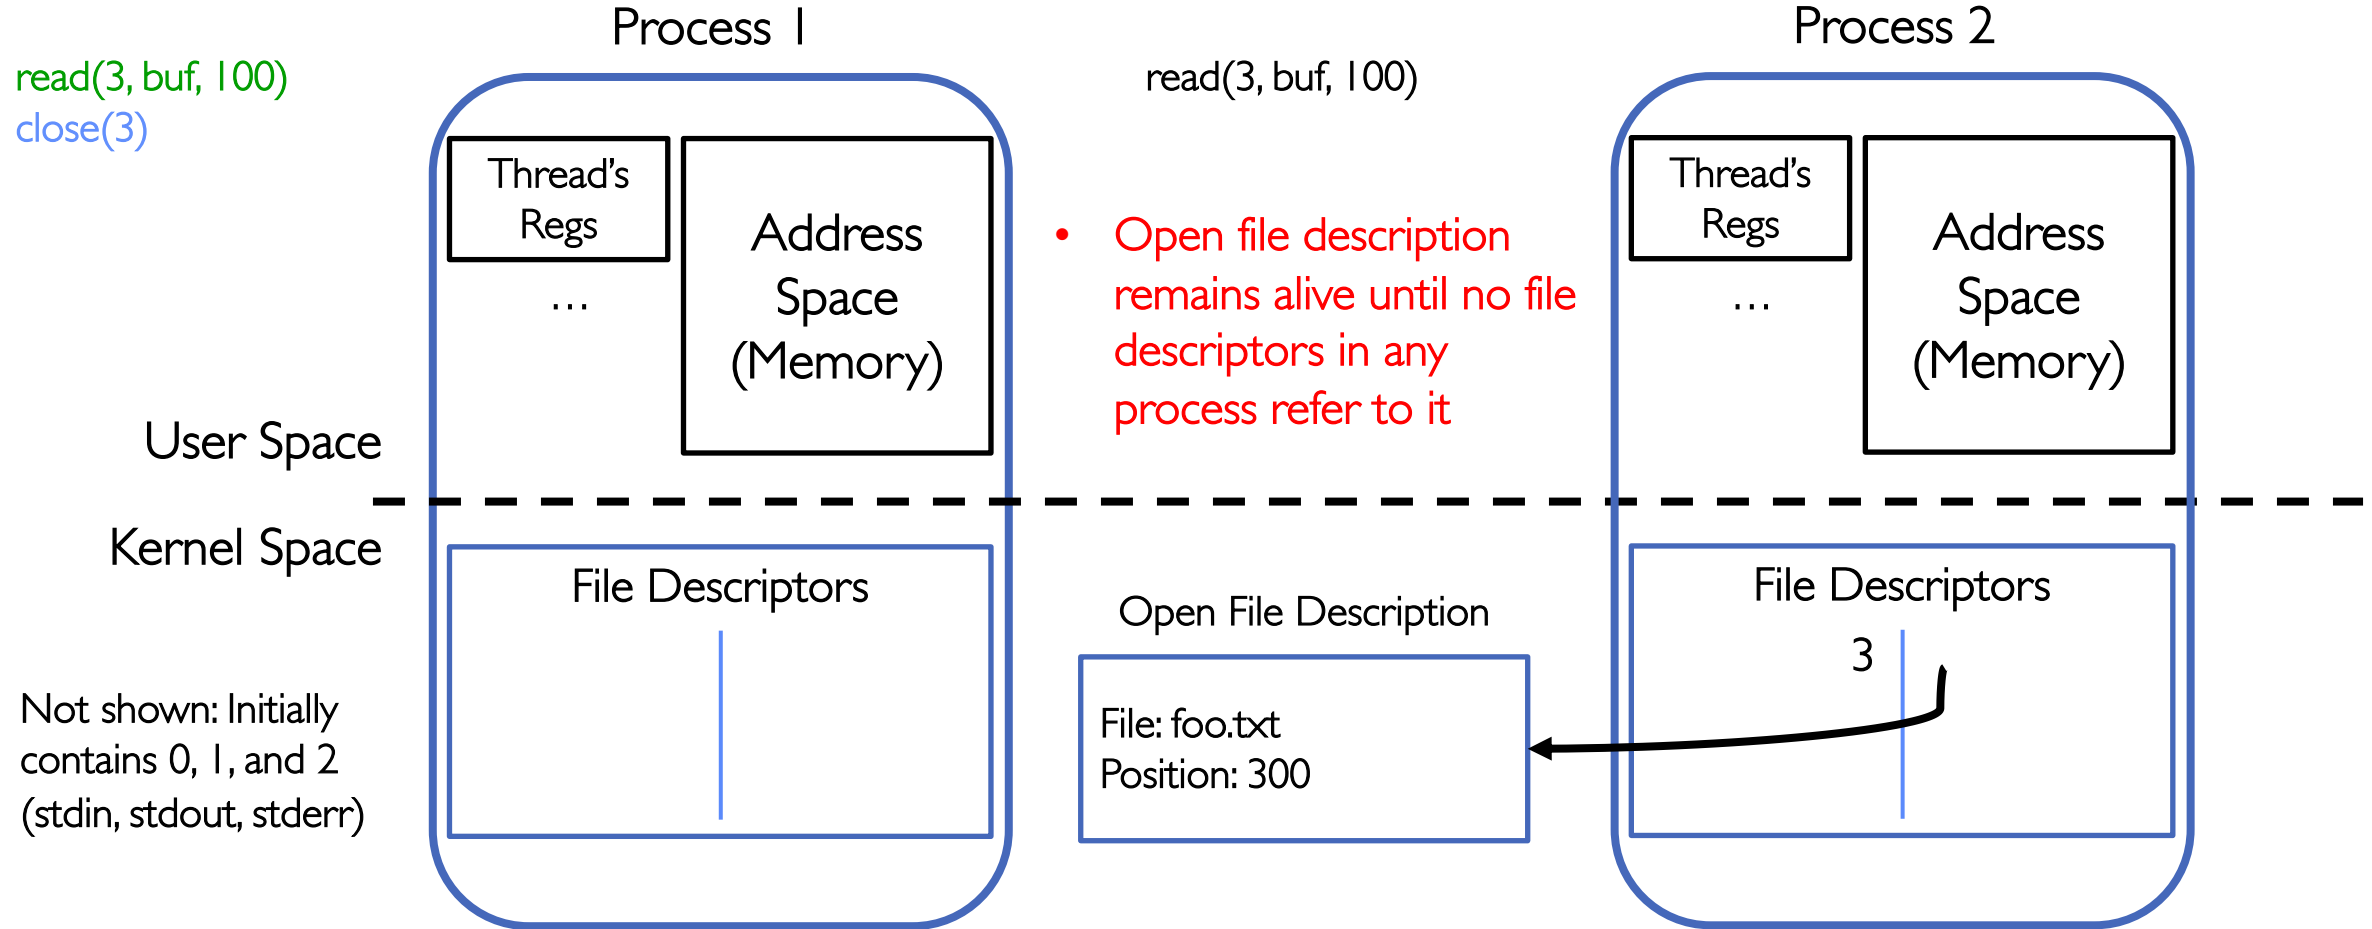 Process 1
Process 2
read(3, buf, 100)
close(3)
read(3, buf, 100)
Thread's
Regs
...
Address
Space
(Memory)
• Open file description
remains alive until no file
descriptors in any
process refer to it
Thread's
Regs
...
Address
Space
(Memory)
User Space
Kernel Space
File Descriptors
Open File Description
File: foo.txt
Position: 300
File Descriptors
3
Not shown: Initially
contains 0, 1, and 2
(stdin, stdout, stderr)